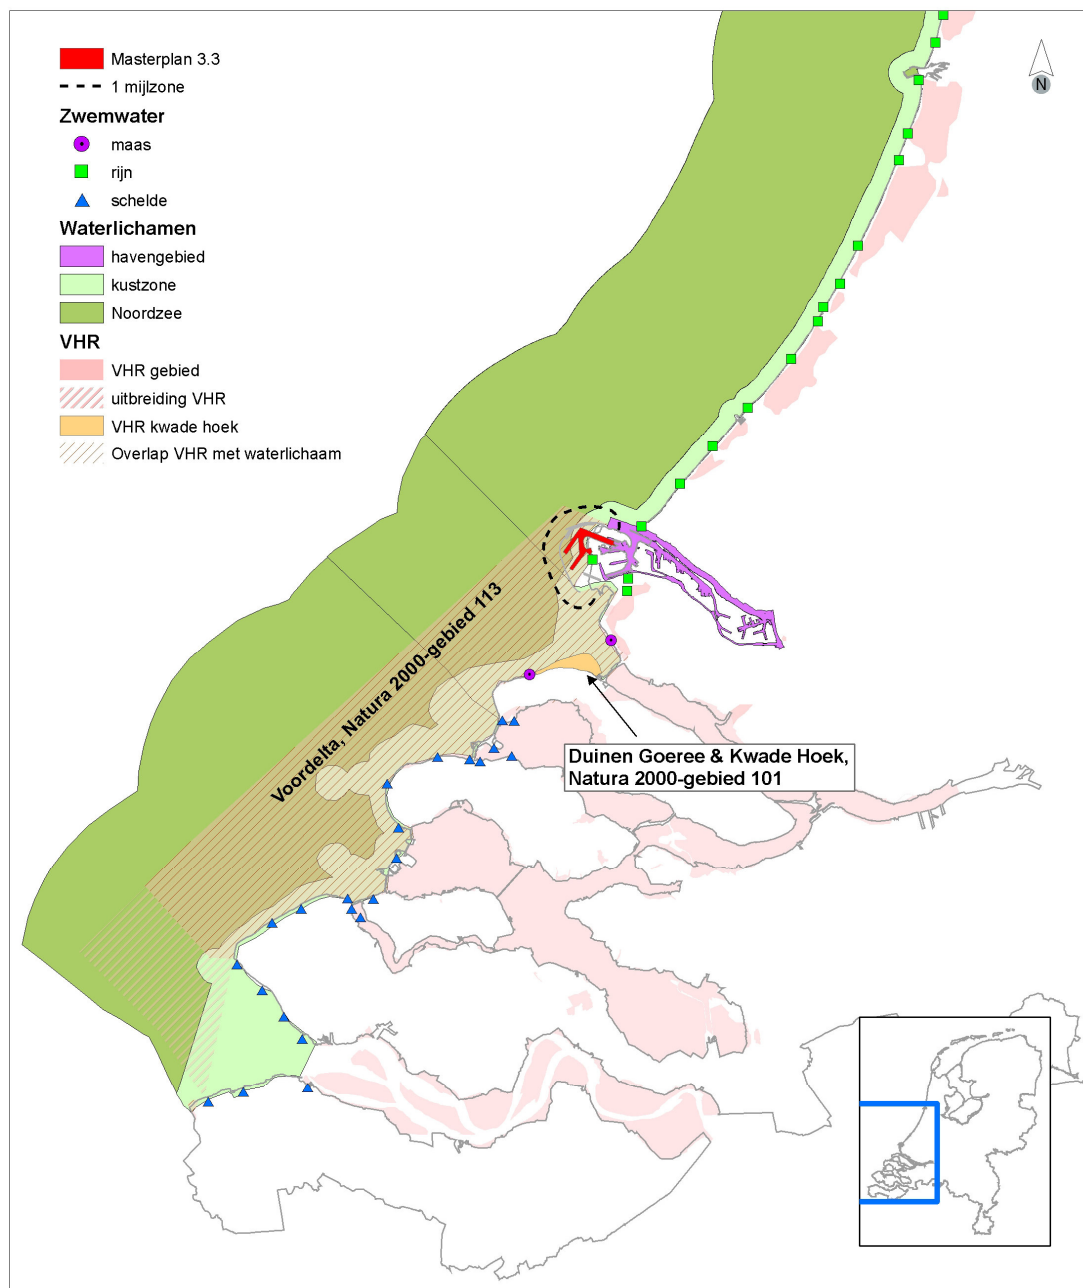 Masterplan 3.3
1 mijlzone
Zwemwater
maas
rijn
schelde
Waterlichamen
havengebied
kustzone
Noordzee
VHR
VHR gebied
uitbreiding VHR
VHR kwade hoek
Overlap VHR met waterlichaam
N
Voordelta, Natura 2000-gebied 113
Duinen Goeree & Kwade Hoek,
Natura 2000-gebied 101